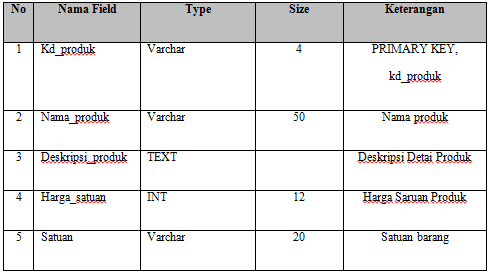 No Nama Field Type Size Keterangan
1 Kd_produk Varchar 4 PRIMARY KEY,
kd_produk
2 Nama_produk Varchar 50 Nama produk
3 Deskripsi_produk TEXT Deskripsi Detai Produk
4 Harga_satuan INT 12 Harga Saruan Produk
5 Satuan Varchar 20 Satuan barang